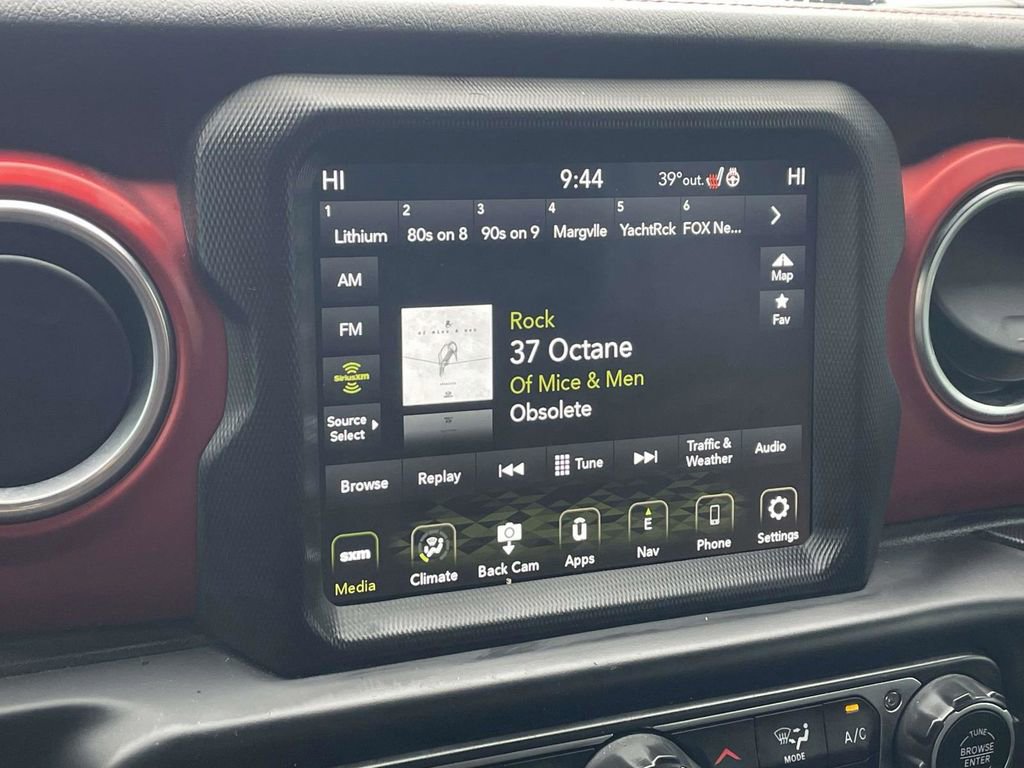 HI 9:44 39°out. HI
1 2 3 4 5 6
Lithium 80s on 8 90s on 9 Margvlle YachtRck FOX Ne...
AM
Map
FM
Fav
SiriusXM
Source
Select
Rock
37 Octane
Of Mice & Men
Obsolete
Browse Replay Tune Traffic &
Weather Audio
sxm
Media
Climate
Back Cam
Apps
E
Nav
Phone
Settings
MODE
A/C
TUNE
BROWSE
ENTER